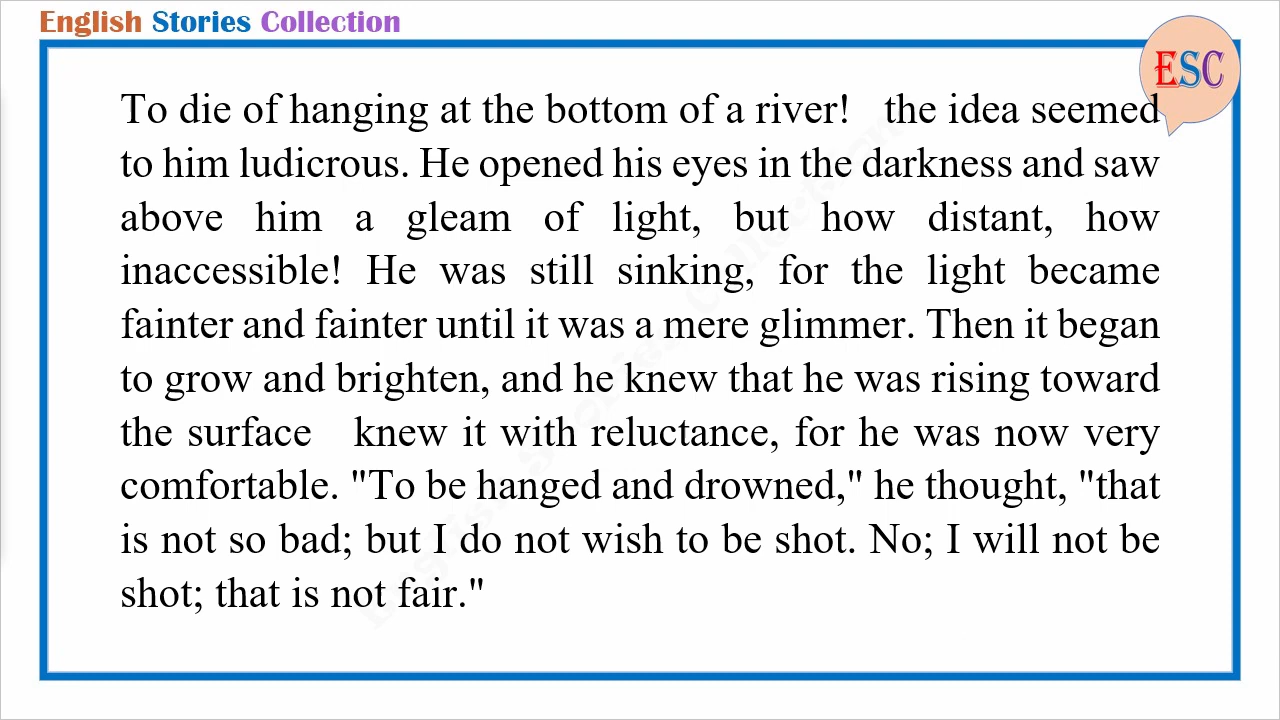 English Stories Collection
ESC
To die of hanging at the bottom of a river!   the idea seemed
to him ludicrous. He opened his eyes in the darkness and saw
above him a gleam of light, but how distant, how
inaccessible! He was still sinking, for the light became
fainter and fainter until it was a mere glimmer. Then it began
to grow and brighten, and he knew that he was rising toward
the surface   knew it with reluctance, for he was now very
comfortable. "To be hanged and drowned," he thought, "that
is not so bad; but I do not wish to be shot. No; I will not be
shot; that is not fair."
English Stories Collection